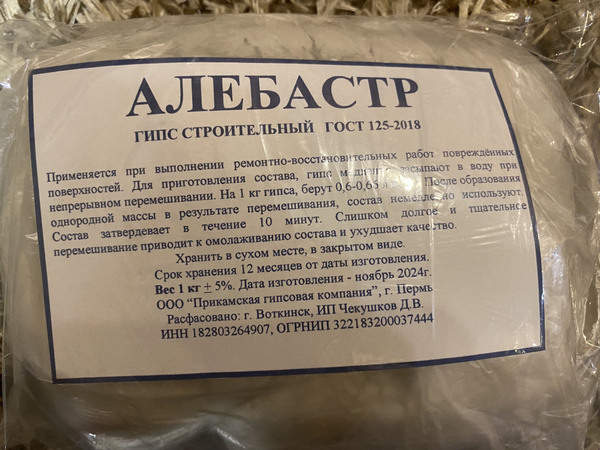 АЛЕБАСТР
ГИПС СТРОИТЕЛЬНЫЙ ГОСТ 125-2018
Применяется при выполнении ремонтно-восстановительных работ повреждённых
поверхностей. Для приготовления состава, гипс засыпают в воду при
непрерывном перемешивании. На 1 кг гипса, берут 0,6-0,65 После образования
однородной массы в результате перемешивания, состав немедленно используют.
Состав затвердевает в течение 10 минут. Слишком долгое и тщательное
перемешивание приводит к омолаживанию состава и ухудшает качество.
Хранить в сухом месте, в закрытом виде.
Срок хранения 12 месяцев от даты изготовления.
Вес 1 кг ± 5%. Дата изготовления - ноябрь 2024г.
ООО “Прикамская гипсовая компания”, г. Пермь
Расфасовано: г. Воткинск, ИП Чекушков Д.В.
ИНН 182803264907, ОГРНИП 322183200037444